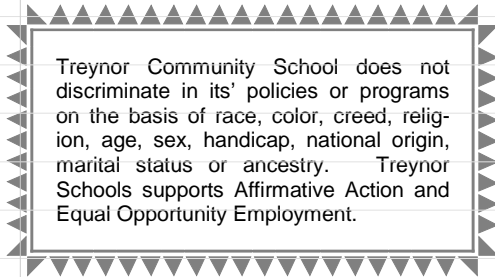 Treynor Community School does not
discriminate in its' policies or programs
on the basis of race, color, creed, relig-
ion, age, sex, handicap, national origin,
marital status or ancestry. Treynor
Schools supports Affirmative Action and
Equal Opportunity Employment.